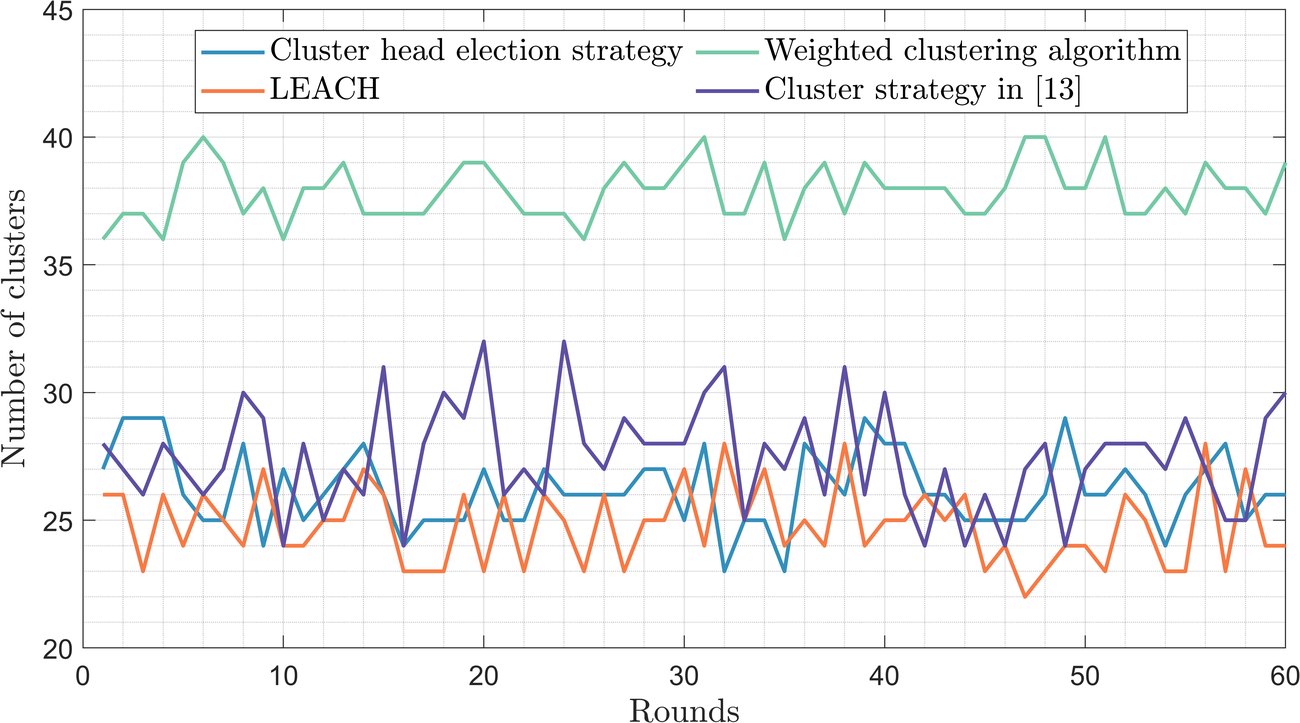 45
40
35
30
25
20
Number of clusters
Cluster head election strategy
Weighted clustering algorithm
LEACH
Cluster strategy in [13]
0 10 20 30 40 50 60
Rounds